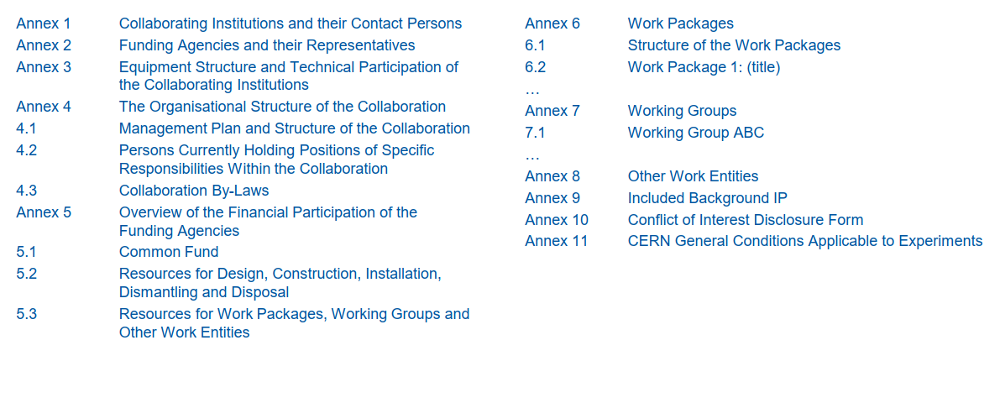 Annex 1 Collaborating Institutions and their Contact Persons
Annex 2 Funding Agencies and their Representatives
Annex 3 Equipment Structure and Technical Participation of
the Collaborating Institutions
Annex 4 The Organisational Structure of the Collaboration
4.1 Management Plan and Structure of the Collaboration
4.2 Persons Currently Holding Positions of Specific
Responsibilities Within the Collaboration
4.3 Collaboration By-Laws
Annex 5 Overview of the Financial Participation of the
Funding Agencies
5.1 Common Fund
5.2 Resources for Design, Construction, Installation,
Dismantling and Disposal
5.3 Resources for Work Packages, Working Groups and
Other Work Entities
Annex 6 Work Packages
6.1 Structure of the Work Packages
6.2 Work Package 1: (title)
…
Annex 7 Working Groups
7.1 Working Group ABC
…
Annex 8 Other Work Entities
Annex 9 Included Background IP
Annex 10 Conflict of Interest Disclosure Form
Annex 11 CERN General Conditions Applicable to Experiments